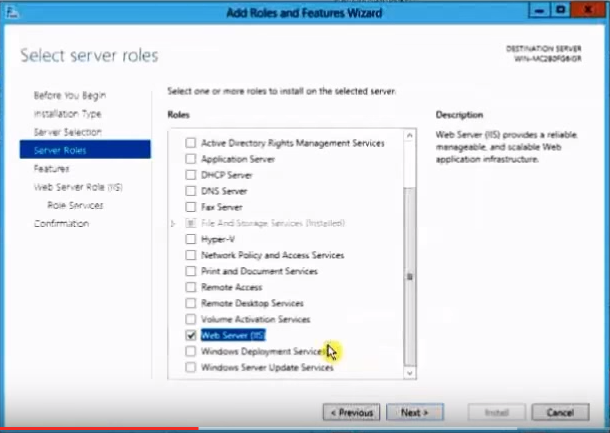 Add Roles and Features Wizard
Select server roles
DESTINATION SERVER
Before You Begin
Installation Type
Server Selection
Server Roles
Features
Web Server Role (IIS)
Role Services
Confirmation
Select one or more roles to install on the selected server.
Roles
Active Directory Rights Management Services
Application Server
DHCP Server
DNS Server
Fax Server
File And Storage Services (Installed)
Hyper-V
Network Policy and Access Services
Print and Document Services
Remote Access
Remote Desktop Services
Volume Activation Services
Web Server (IIS)
Windows Deployment Services
Windows Server Update Services
Description
Web Server (IIS) provides a reliable,
manageable, and scalable Web
application infrastructure.
< Previous
Next >
Install
Cancel